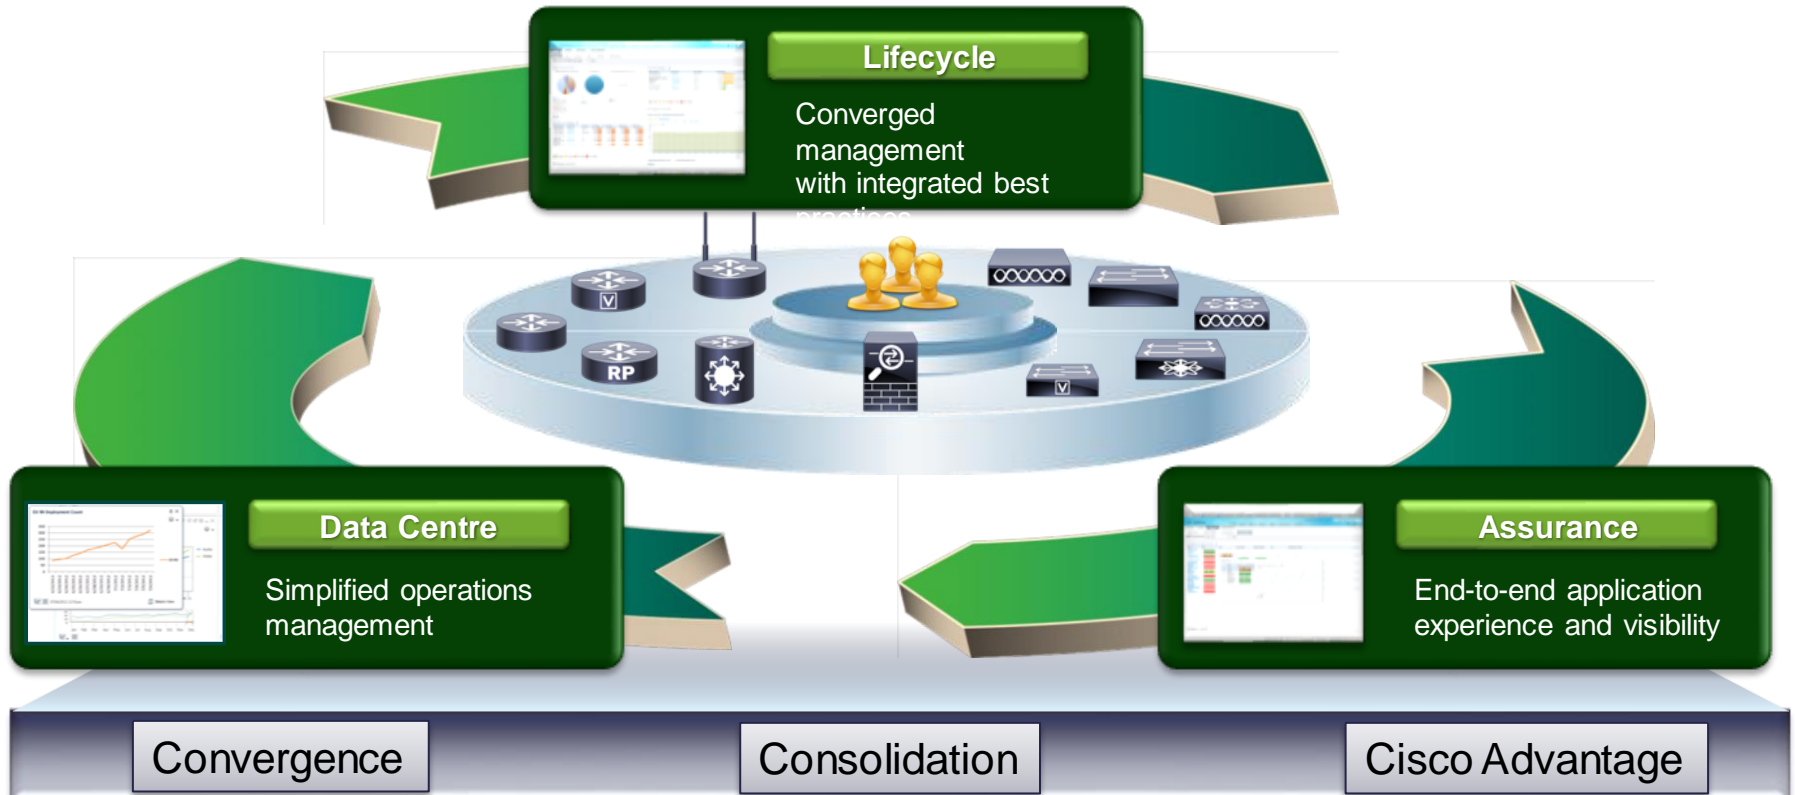 Lifecycle
Converged
management
with integrated best
practices
V
RP
V
Data Centre
Simplified operations
management
Assurance
End-to-end application
experience and visibility
Convergence
Consolidation
Cisco Advantage